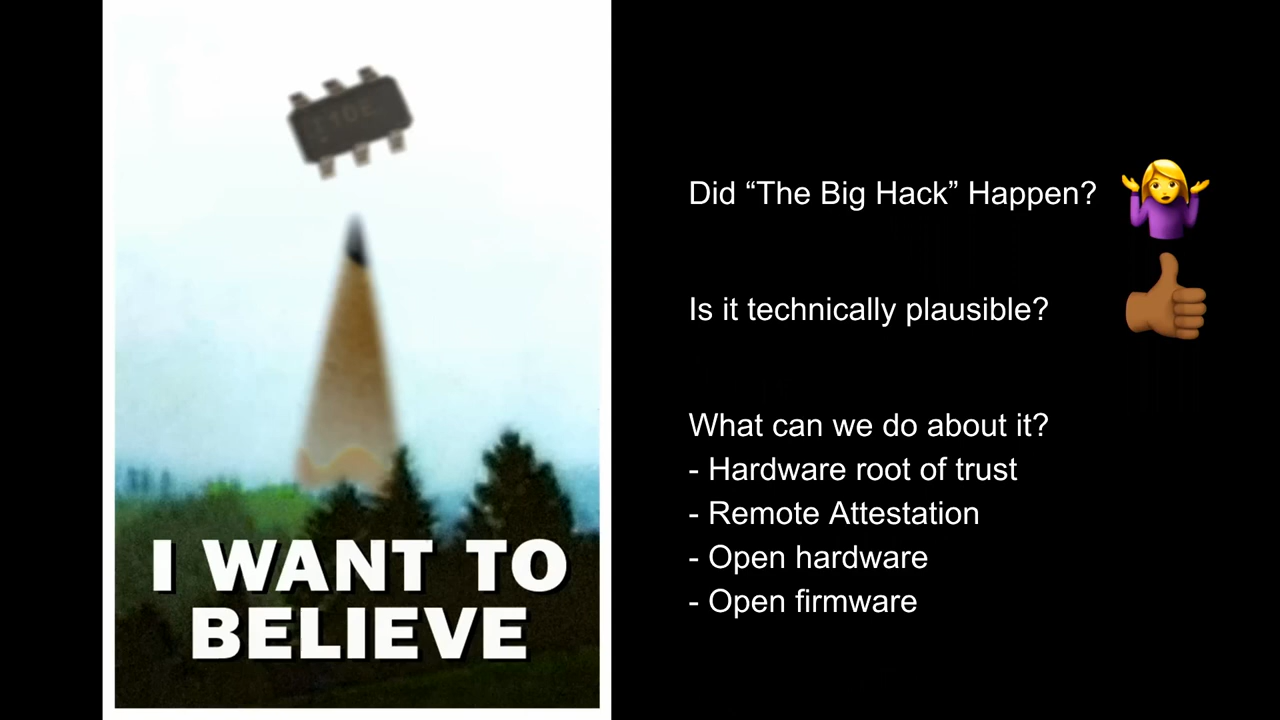 I WANT TO
BELIEVE
Did “The Big Hack” Happen?
Is it technically plausible?
What can we do about it?
- Hardware root of trust
- Remote Attestation
- Open hardware
- Open firmware